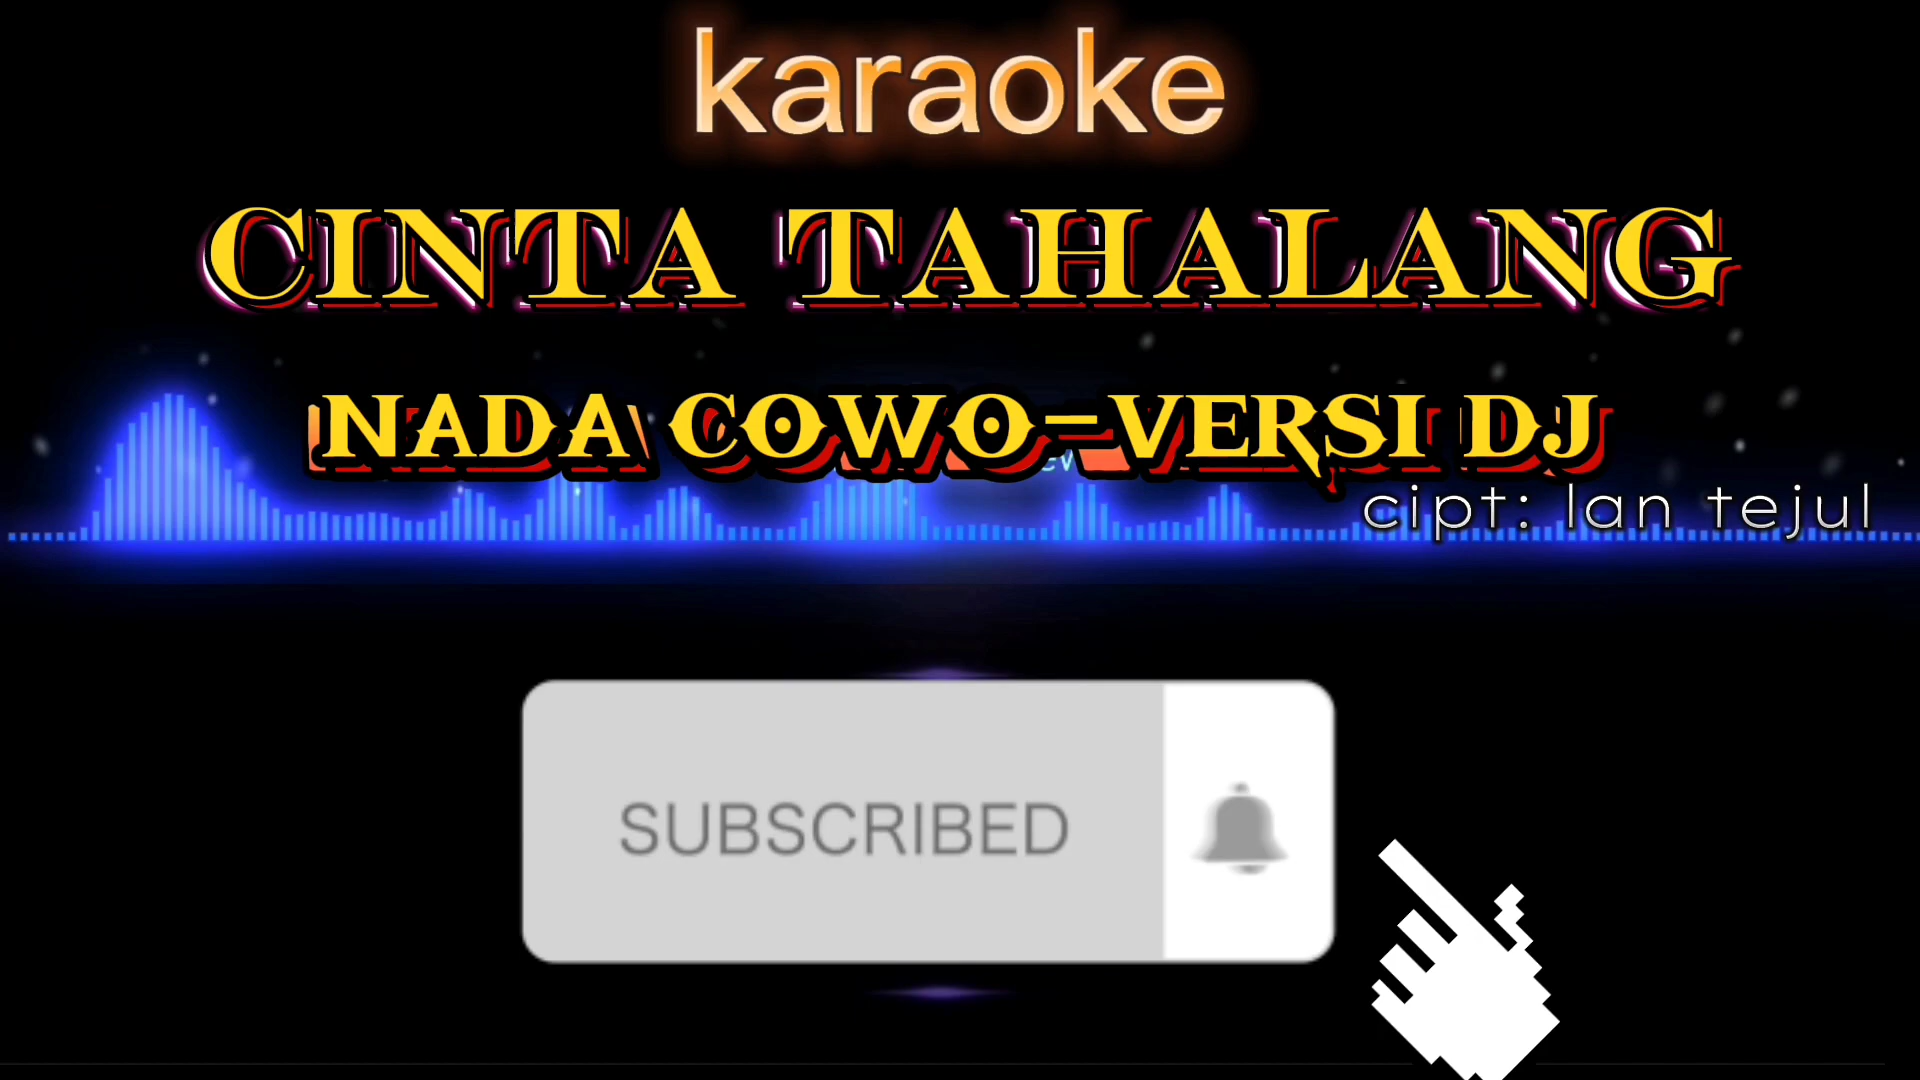 karaoke
CINTA TAHALANG
NADA COWO-VERSI DJ
cipt: lan tejul
SUBSCRIBED